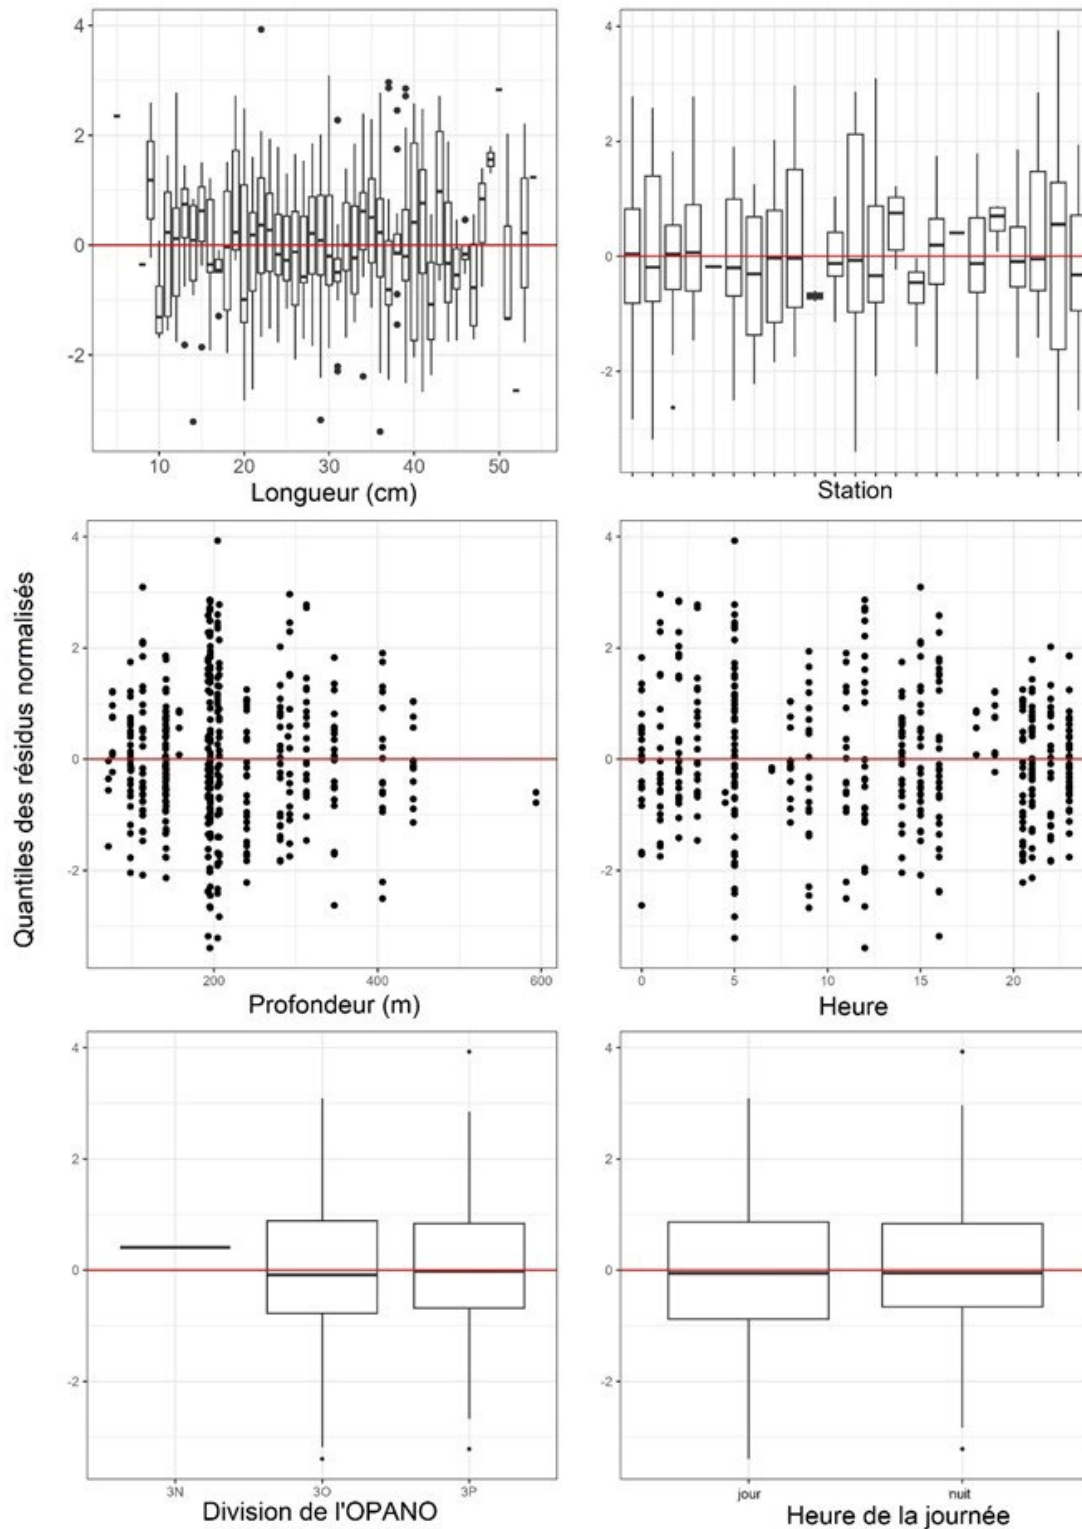 Quantiles des résidus normalisés
4
2
0
-2
10 20 30 40 50
Longueur (cm)
4
2
0
-2
Station
4
2
0
-2
200 400 600
Profondeur (m)
4
2
0
-2
0 5 10 15 20
Heure
4
2
0
-2
3N 3O 3P
Division de l'OPANO
4
2
0
-2
jour nuit
Heure de la journée